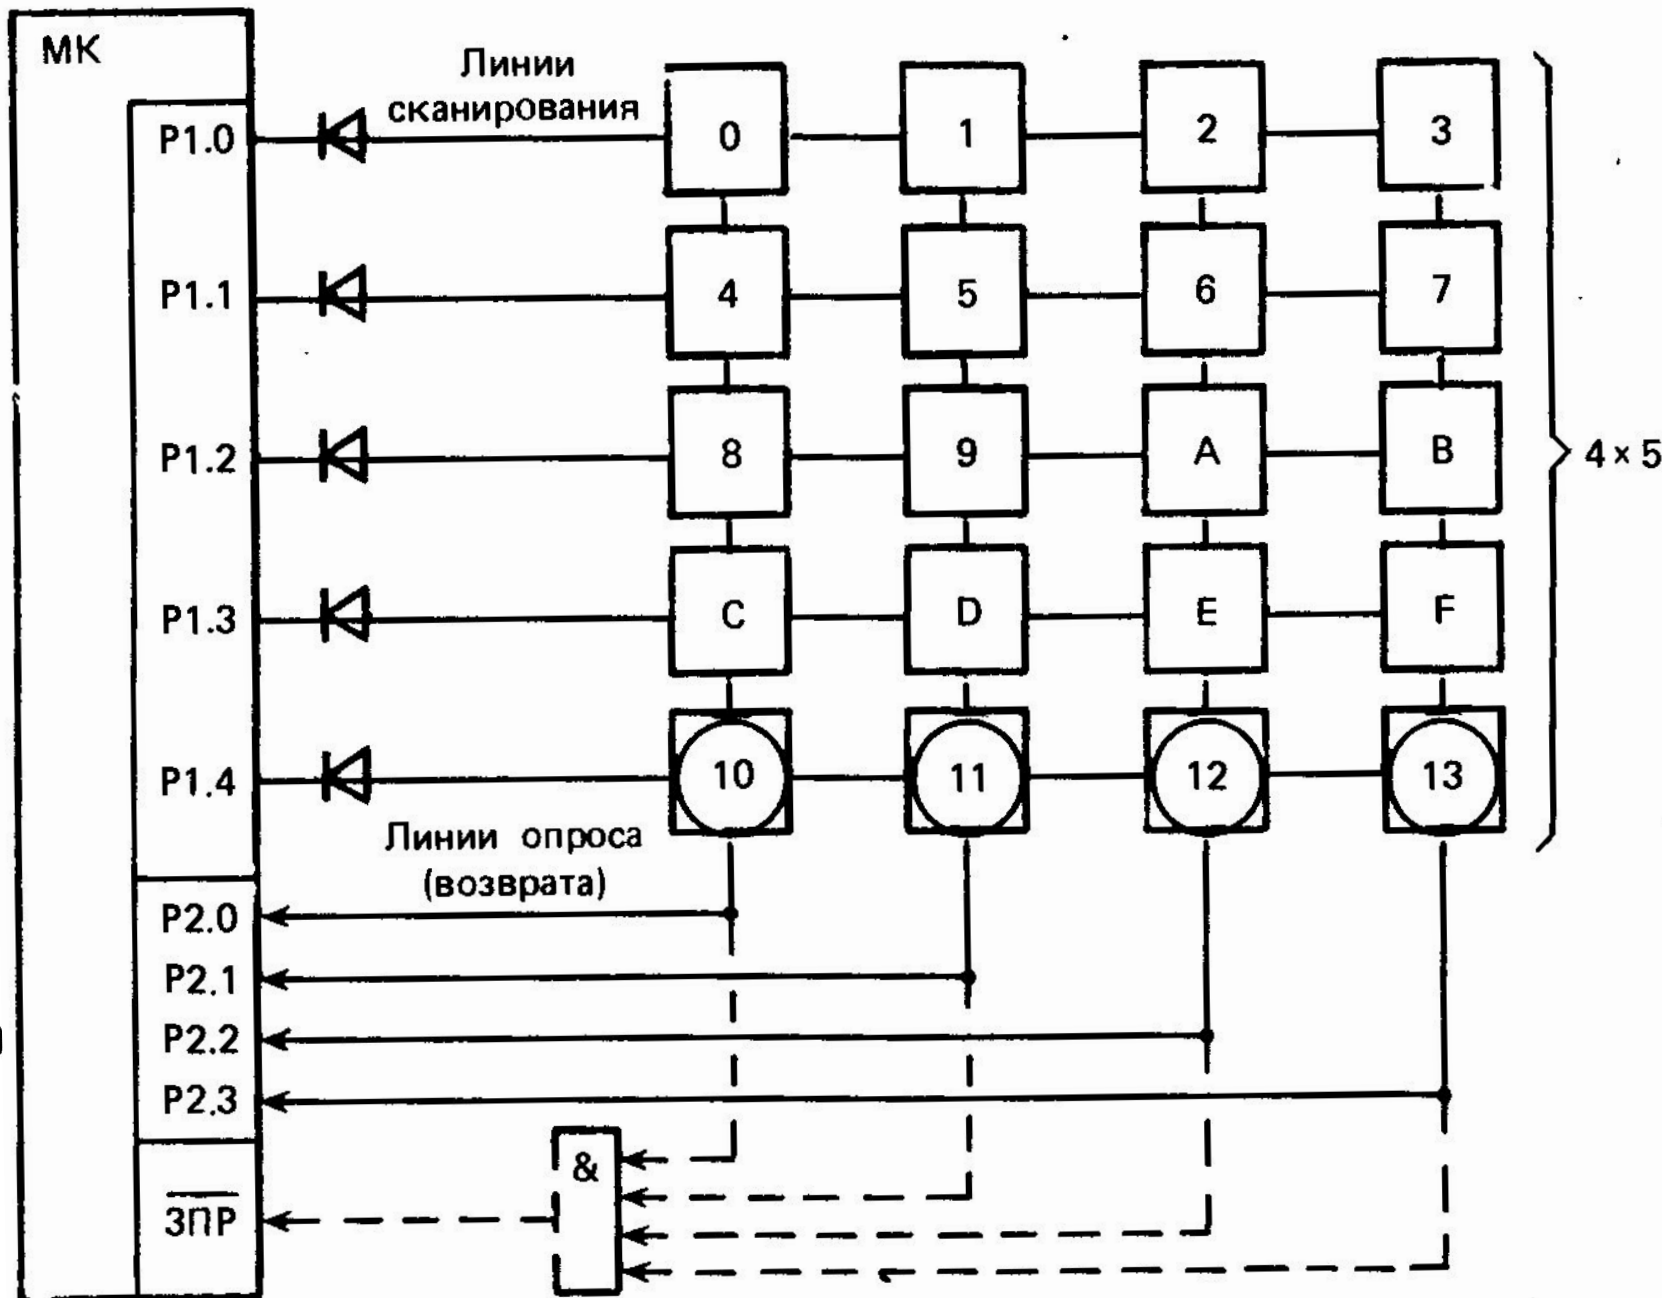 МК
Линии
сканирования
P1.0
0 1 2 3
P1.1
4 5 6 7
P1.2
8 9 A B
4 × 5
P1.3
C D E F
P1.4
10 11 12 13
Линии опроса
(возврата)
P2.0
P2.1
P2.2
P2.3
&
ЗПР